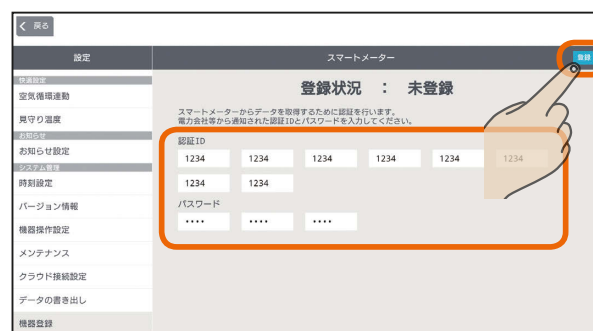 戻る
設定
スマートメーター
登録
快適設定
空気循環連動
見守り温度
お知らせ
お知らせ設定
システム管理
時刻設定
バージョン情報
機器操作設定
メンテナンス
クラウド接続設定
データの書き出し
機器登録
登録状況 : 未登録
スマートメーターからデータを取得するために認証を行います。
電力会社等から通知された認証IDとパスワードを入力してください。
認証ID
1234 1234 1234 1234 1234 1234
1234 1234
パスワード
•••• •••• ••••